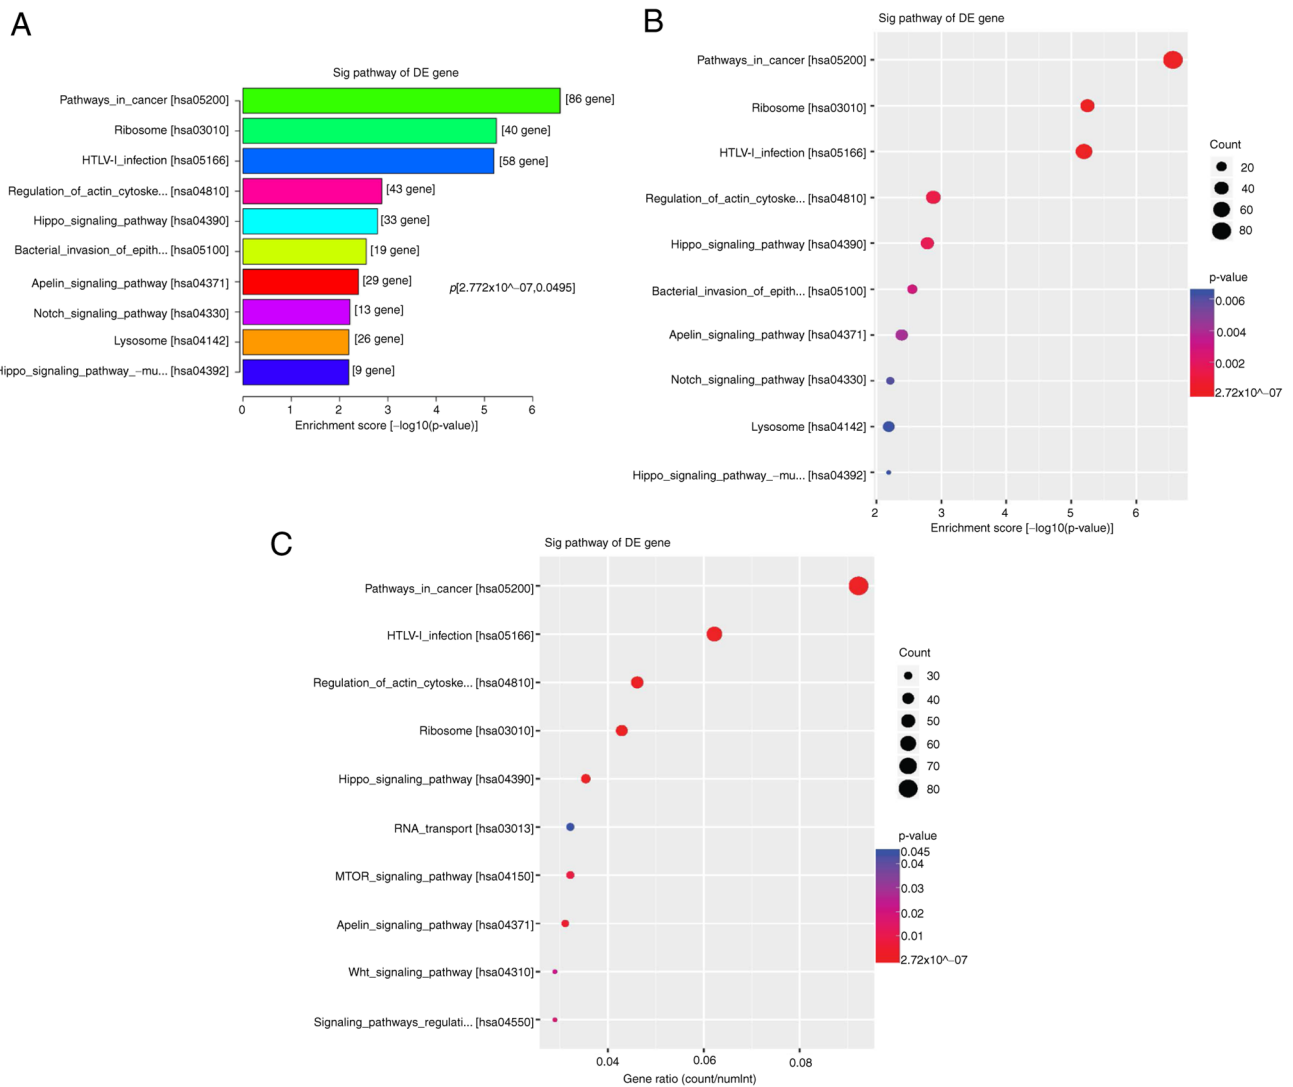 A
Sig pathway of DE gene
Pathways_in_cancer [hsa05200] [86 gene]
Ribosome [hsa03010] [40 gene]
HTLV-I_infection [hsa05166] [58 gene]
Regulation_of_actin_cytoske... [nsa04810] [43 gene]
Hippo_signaling_pathway [hsa04390] [33 gene]
Bacterial_invasion_of_epith... [hsa05100] [19 gene]
Apelin_signaling_pathway [hsa04371] [29 gene]
p[2.772x10^−07,0.0495]
Notch_signaling_pathway [hsa04330] [13 gene]
Lysosome [hsa04142] [26 gene]
Hippo_signaling_pathway_−mu... [hsa04392] [9 gene]
0 1 2 3 4 5 6
Enrichment score [−log10(p-value)]
B
Sig pathway of DE gene
Pathways_in_cancer [hsa05200]
Ribosome [hsa03010]
HTLV-I_infection [hsa05166]
Regulation_of_actin_cytoske... [hsa04810]
Hippo_signaling_pathway [hsa04390]
Bacterial_invasion_of_epith... [hsa05100]
Apelin_signaling_pathway [hsa04371]
Notch_signaling_pathway [hsa04330]
Lysosome [hsa04142]
Hippo_signaling_pathway_−mu... [hsa04392]
2 3 4 5 6
Enrichment score [−log10(p-value)]
Count
20
40
60
80
p-value
0.006
0.004
0.002
2.72x10^−07
C
Sig pathway of DE gene
Pathways_in_cancer [hsa05200]
HTLV-I_infection [hsa05166]
Regulation_of_actin_cytoske... [hsa04810]
Ribosome [hsa03010]
Hippo_signaling_pathway [hsa04390]
RNA_transport [hsa03013]
MTOR_signaling_pathway [hsa04150]
Apelin_signaling_pathway [hsa04371]
Wht_signaling_pathway [hsa04310]
Signaling_pathways_regulati... [hsa04550]
0.04 0.06 0.08
Gene ratio (count/numInt)
Count
30
40
50
60
70
80
p-value
0.045
0.04
0.03
0.02
0.01
2.72x10^−07